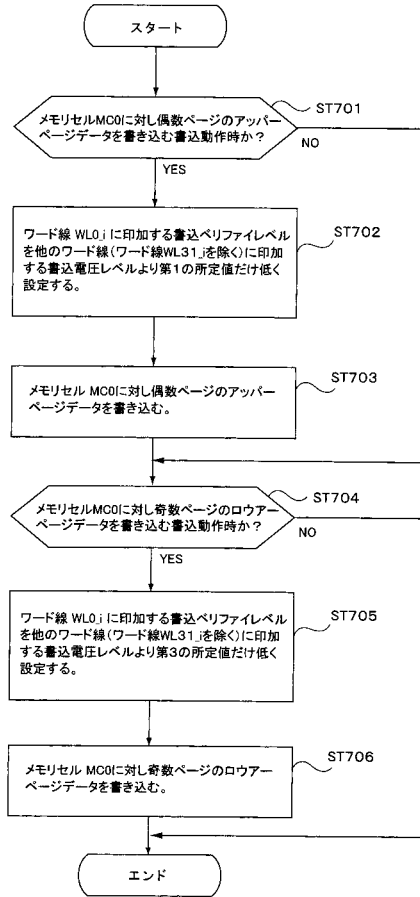 スタート
メモリセルMC0に対し偶数ページのアッパー
ページデータを書き込む書込動作時か？
ST701
NO
YES
ワード線 WL0_i に印加する書込ベリファイレベル
を他のワード線(ワード線WL31_iを除く)に印加
する書込電圧レベルより第1の所定値だけ低く
設定する。
ST702
メモリセル MC0に対し偶数ページのアッパー
ページデータを書き込む。
ST703
メモリセルMC0に対し奇数ページのロウアー
ページデータを書き込む書込動作時か？
ST704
NO
YES
ワード線 WL0_i に印加する書込ベリファイレベル
を他のワード線(ワード線WL31_iを除く)に印加
する書込電圧レベルより第3の所定値だけ低く
設定する。
ST705
メモリセル MC0に対し奇数ページのロウアー
ページデータを書き込む。
ST706
エンド